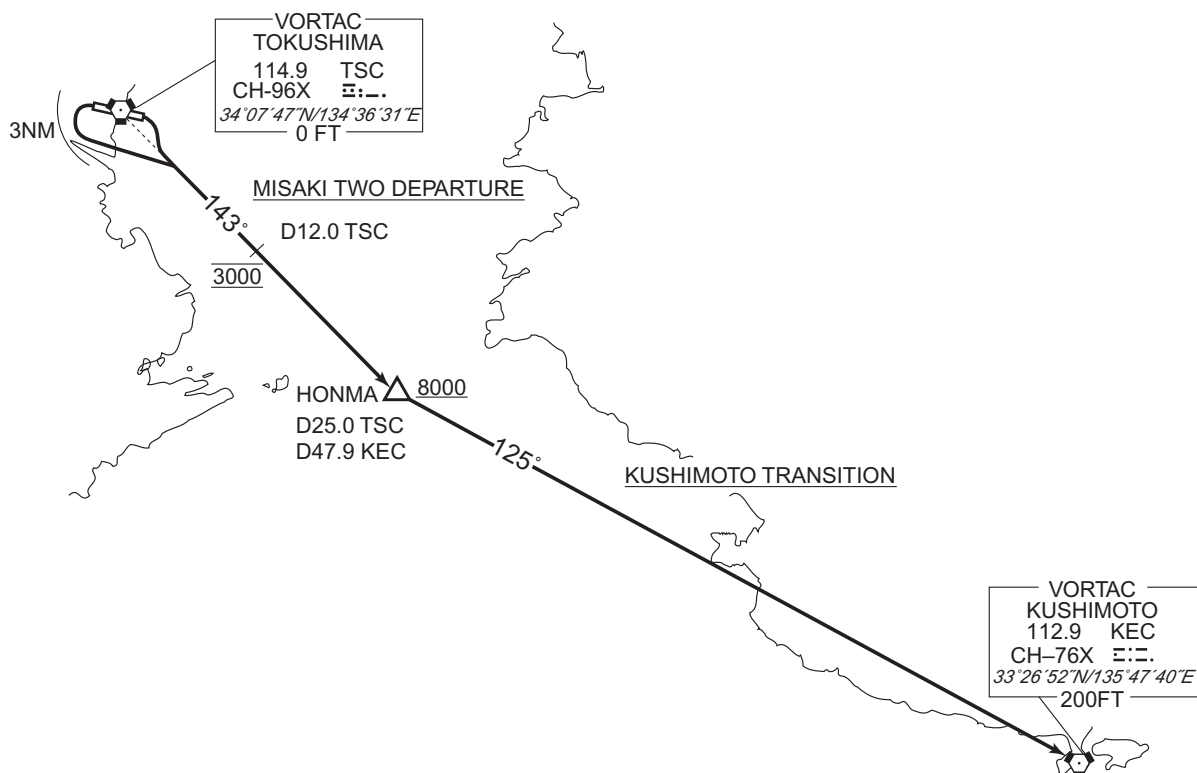 VORTAC
TOKUSHIMA
114.9 TSC
CH-96X
34°07′47″N/134°36′31″E
0 FT
3NM
MISAKI TWO DEPARTURE
143°
D12.0 TSC
3000
HONMA
8000
D25.0 TSC
D47.9 KEC
125°
KUSHIMOTO TRANSITION
VORTAC
KUSHIMOTO
112.9 KEC
CH–76X
33°26′52″N/135°47′40″E
200FT